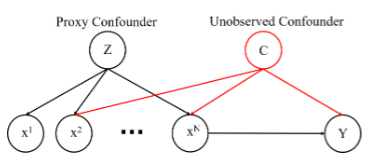 Proxy Confounder Unobserved Confounder
Z C
x¹ x² ••• xᴺ Y